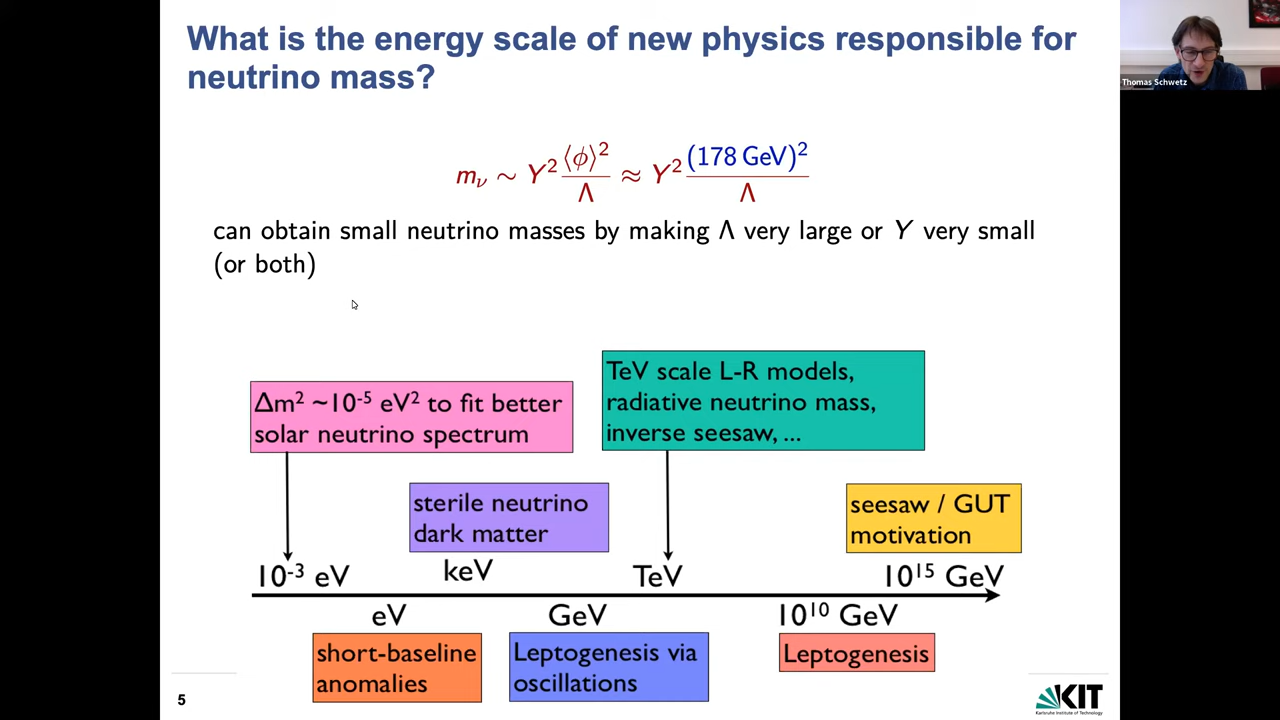 What is the energy scale of new physics responsible for
neutrino mass?
Thomas Schwetz
m_ν ∼ Y² ⟨ϕ⟩²/Λ ≈ Y² (178 GeV)²/Λ
can obtain small neutrino masses by making Λ very large or Y very small
(or both)
Δm² ~10⁻⁵ eV² to fit better
solar neutrino spectrum
TeV scale L-R models,
radiative neutrino mass,
inverse seesaw, ...
sterile neutrino
dark matter
seesaw / GUT
motivation
10⁻³ eV
keV
TeV
10¹⁵ GeV
eV
GeV
10¹⁰ GeV
short-baseline
anomalies
Leptogenesis via
oscillations
Leptogenesis
5
KIT
Karlsruhe Institute of Technology